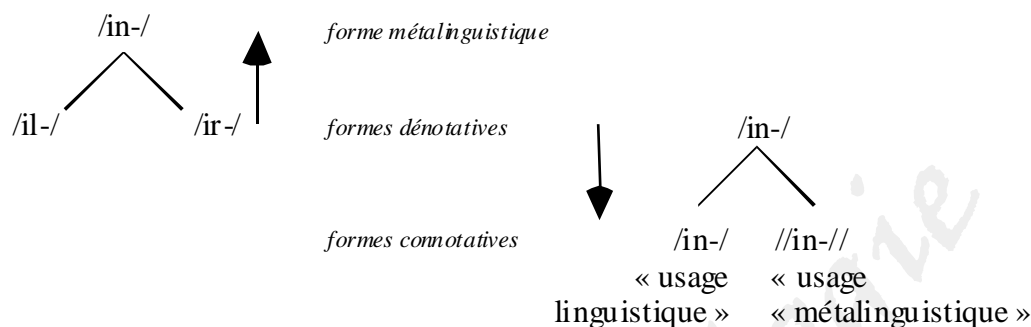 /in-/ forme métalinguistique
/il-/ /ir-/ formes dénotatives /in-/
formes connotatives /in-/ //in-//
« usage « usage
linguistique » « métalinguistique »